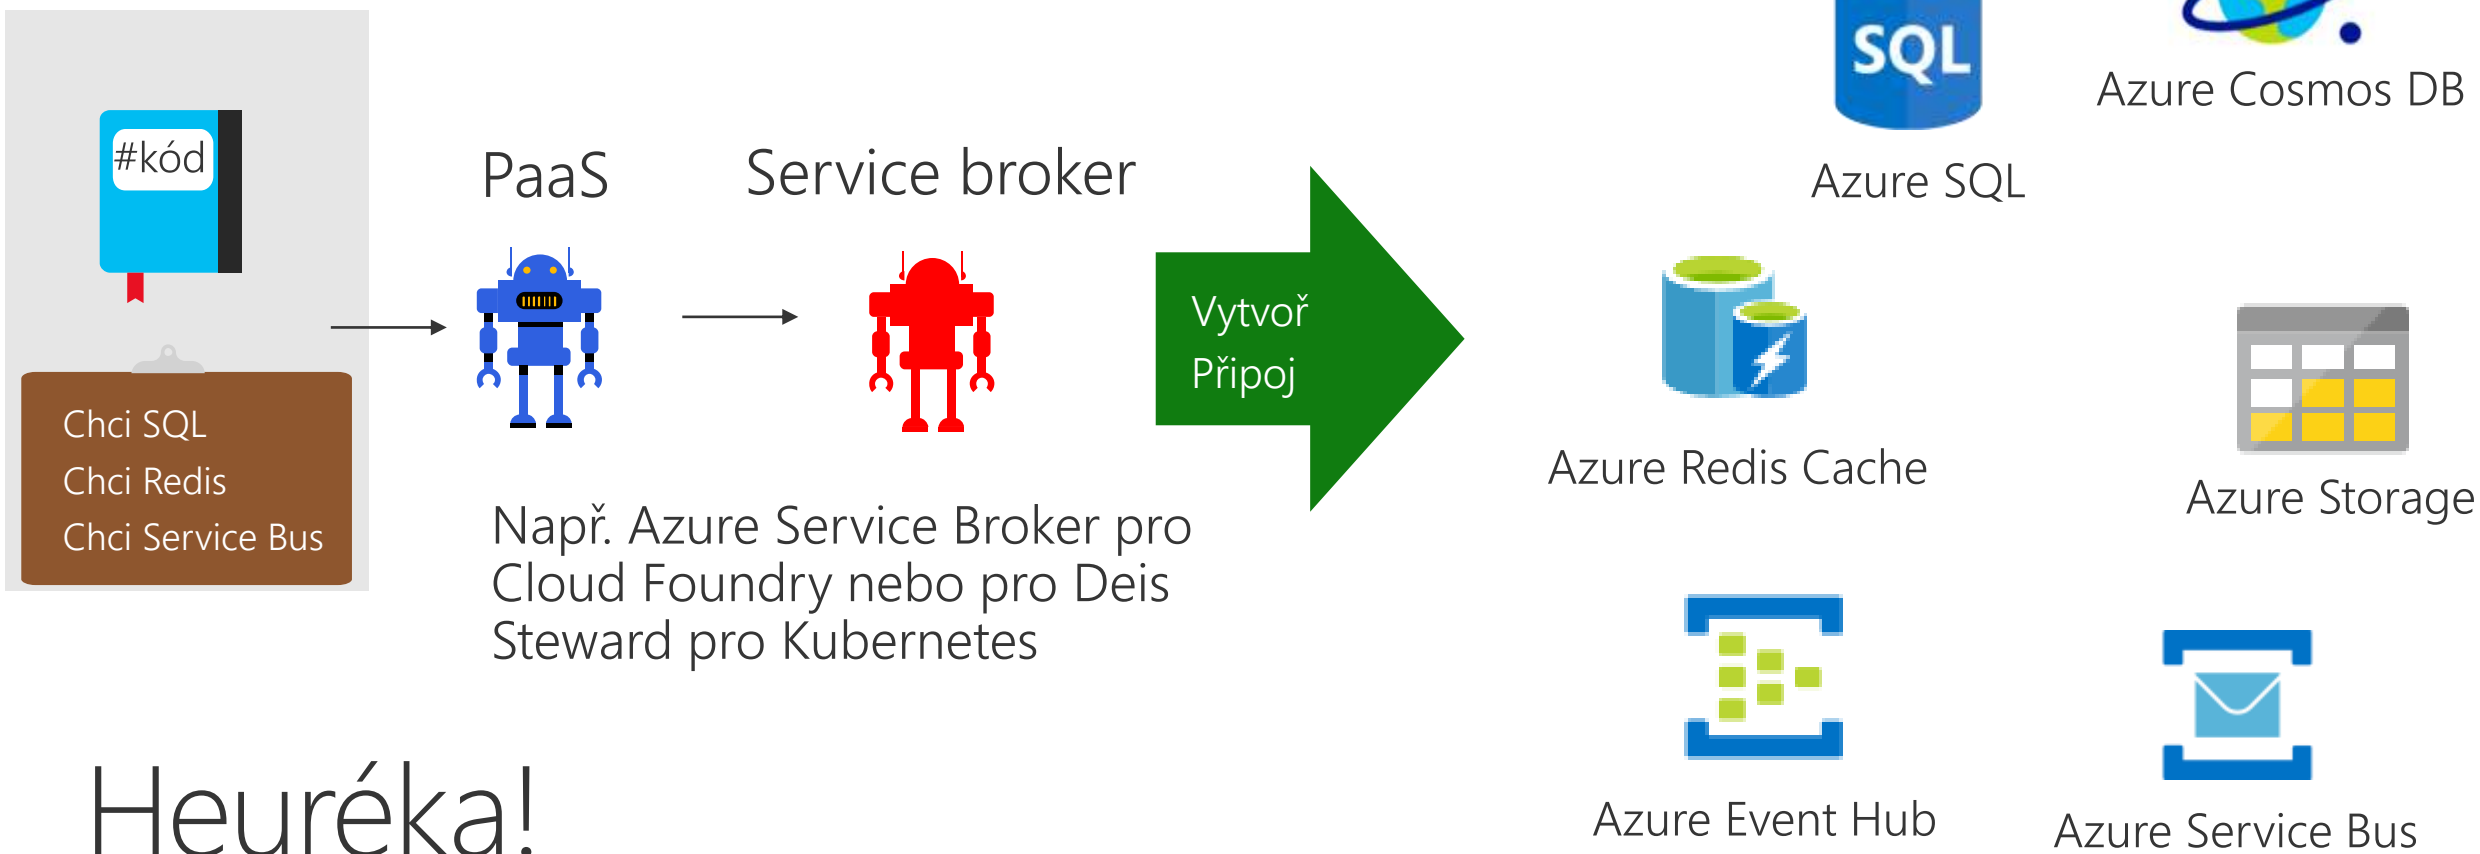 #kód
Chci SQL
Chci Redis
Chci Service Bus
PaaS
Service broker
Např. Azure Service Broker pro
Cloud Foundry nebo pro Deis
Steward pro Kubernetes
Vytvoř
Připoj
SQL
Azure SQL
Azure Cosmos DB
Azure Redis Cache
Azure Storage
Azure Event Hub
Azure Service Bus
Heuréka!